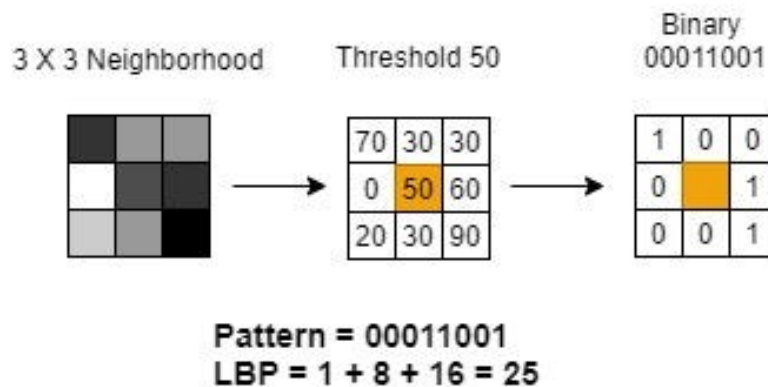 3 X 3 Neighborhood
Threshold 50
Binary
00011001
70 30 30
0 50 60
20 30 90
1 0 0
0 1
0 0 1
Pattern = 00011001
LBP = 1 + 8 + 16 = 25